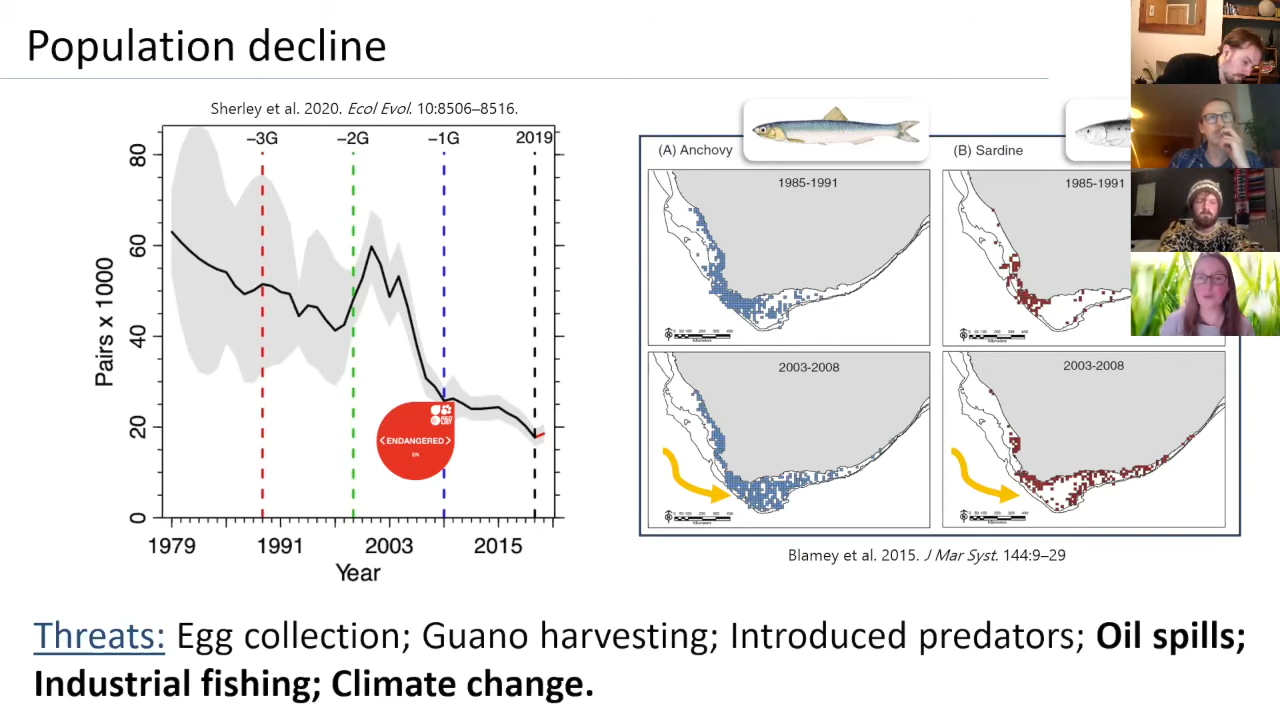 Population decline
Sherley et al. 2020. Ecol Evol. 10:8506–8516.
–3G
–2G
–1G
2019
80
60
40
20
0
Pairs x 1000
1979
1991
2003
2015
Year
<ENDANGERED>
EN
(A) Anchovy
(B) Sardine
1985-1991
1985-1991
2003-2008
2003-2008
Blamey et al. 2015. J Mar Syst. 144:9–29
Threats: Egg collection; Guano harvesting; Introduced predators; Oil spills;
Industrial fishing; Climate change.